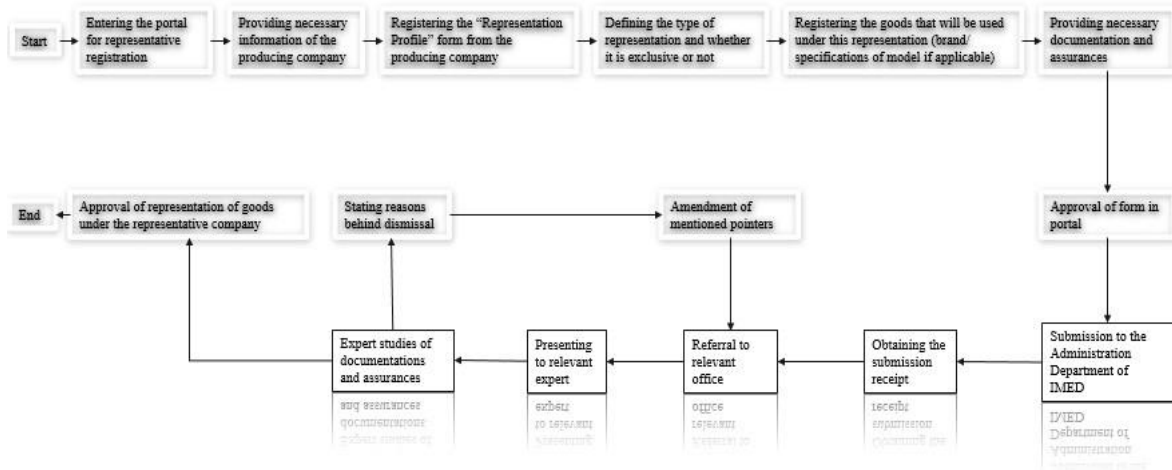 Start
Entering the portal
for representative
registration
Providing necessary
information of the
producing company
Registering the “Representation
Profile” form from the
producing company
Defining the type of
representation and whether
it is exclusive or not
Registering the goods that will be used
under this representation (brand/
specifications of model if applicable)
Providing necessary
documentation and
assurances
End
Approval of representation of goods
under the representative company
Stating reasons
behind dismissal
Amendment of
mentioned pointers
Approval of form in
portal
Expert studies of
documentations
and assurances
Presenting
to relevant
expert
Referral to
relevant
office
Obtaining the
submission
receipt
Submission to the
Administration
Department of
IMED